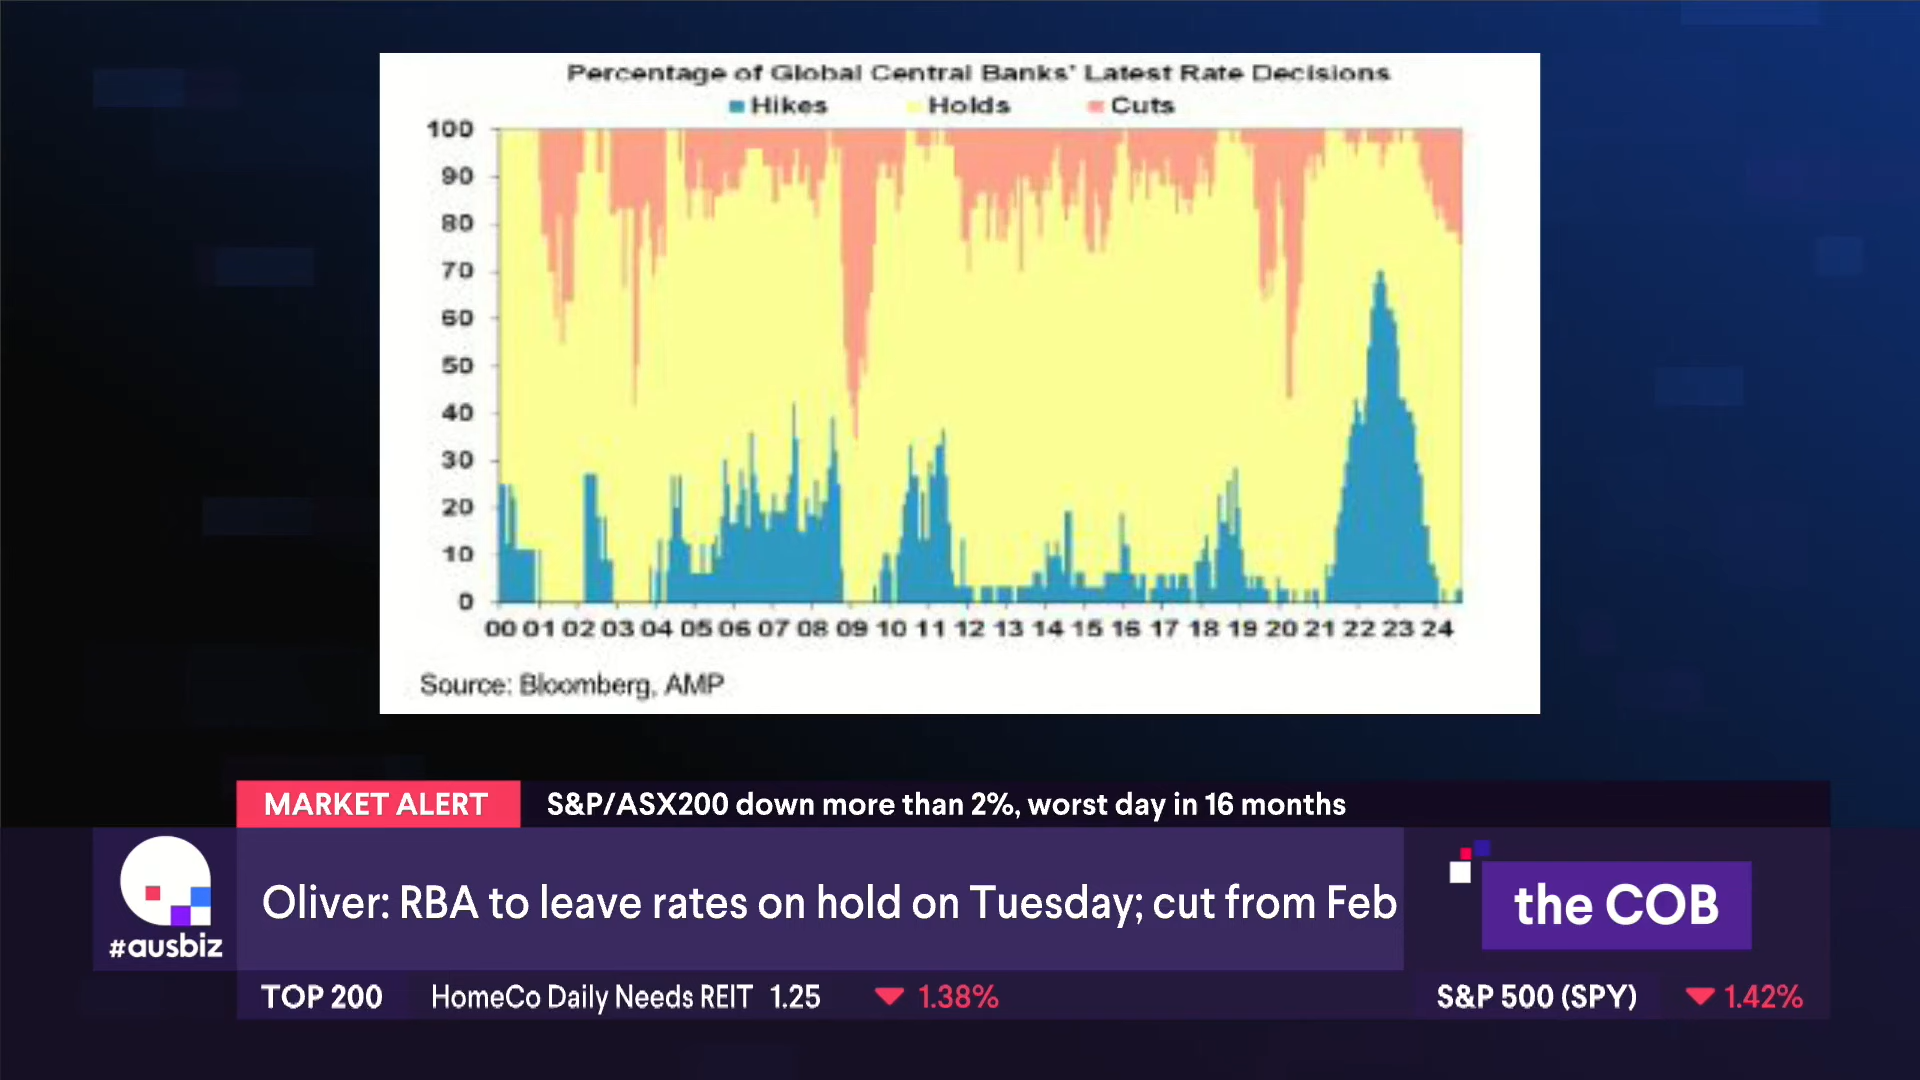 Percentage of Global Central Banks' Latest Rate Decisions
Hikes Holds Cuts
100
90
80
70
60
50
40
30
20
10
0
00 01 02 03 04 05 06 07 08 09 10 11 12 13 14 15 16 17 18 19 20 21 22 23 24
Source: Bloomberg, AMP
MARKET ALERT S&P/ASX200 down more than 2%, worst day in 16 months
Oliver: RBA to leave rates on hold on Tuesday; cut from Feb
the COB
#ausbiz
TOP 200 HomeCo Daily Needs REIT 1.25 1.38% S&P 500 (SPY) 1.42%